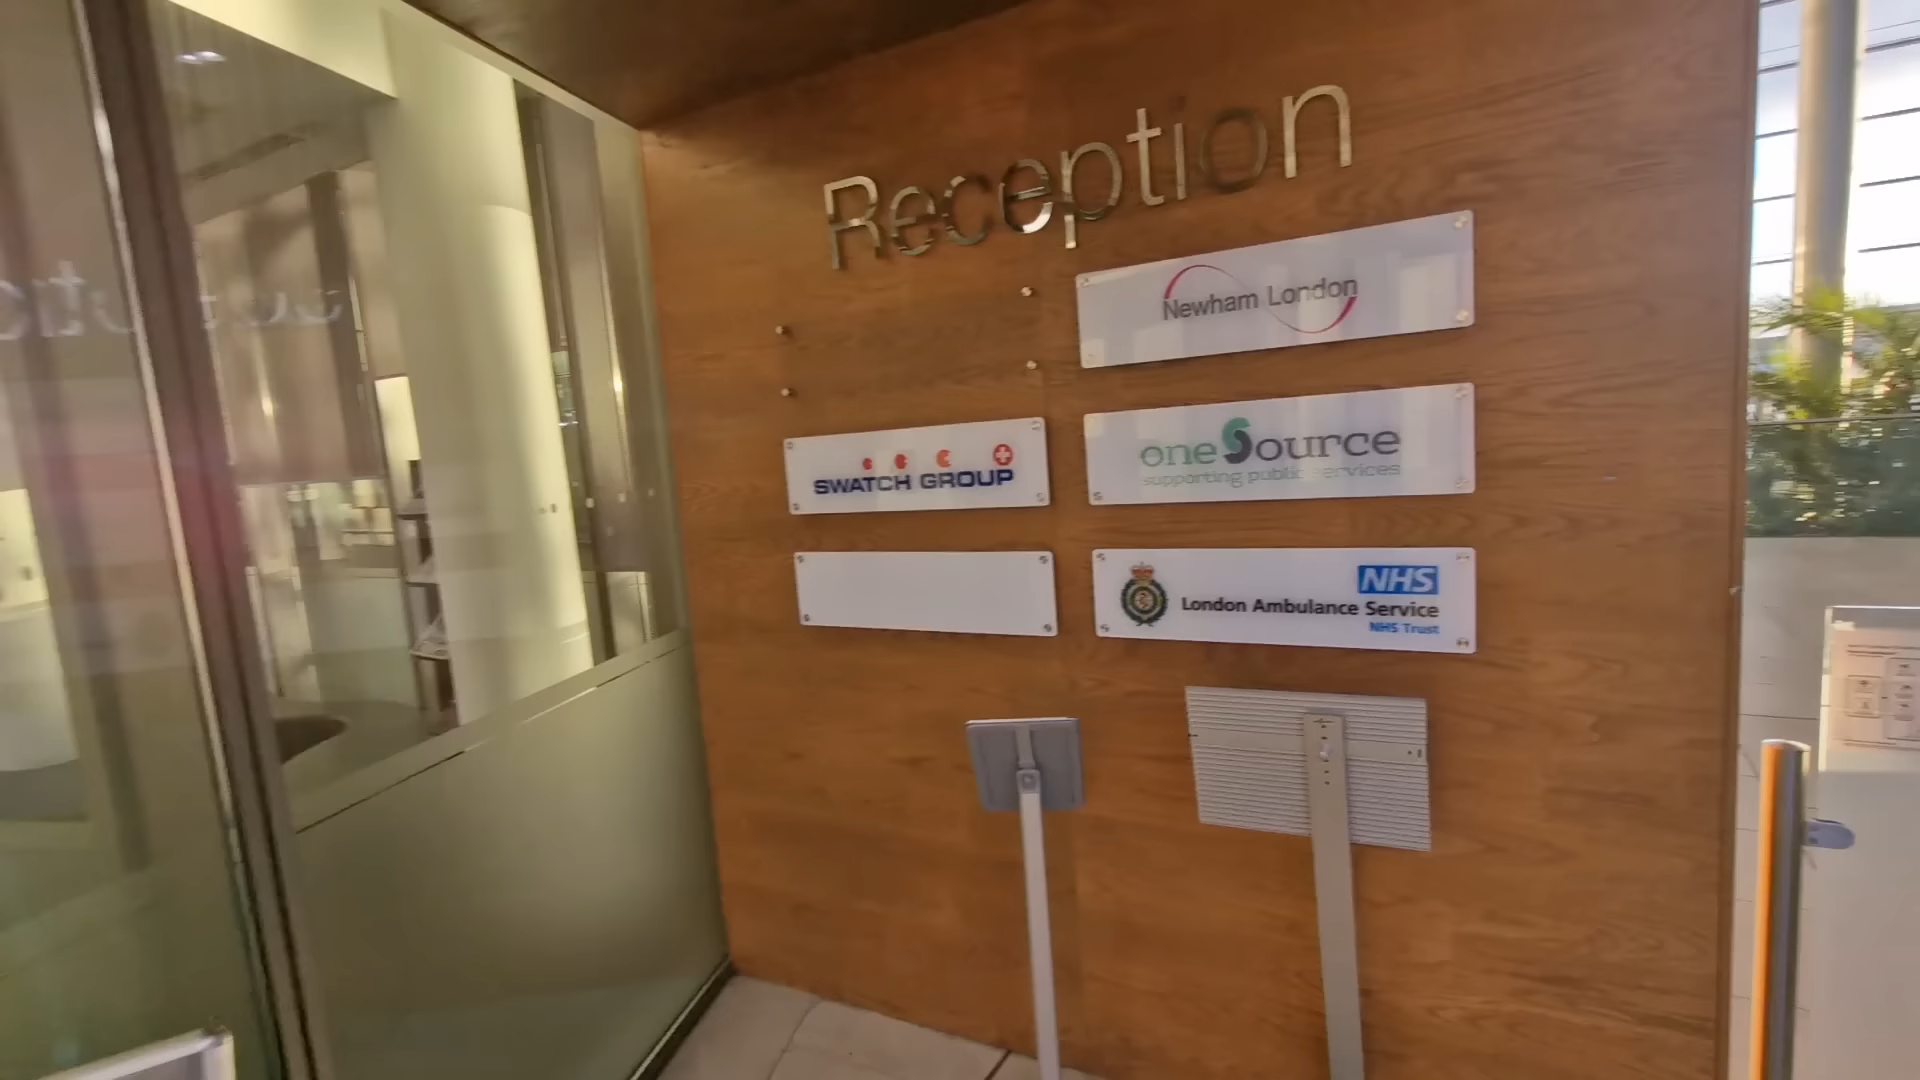 Reception
Newham London
SWATCH GROUP
oneSource
supporting public services
NHS
London Ambulance Service
NHS Trust